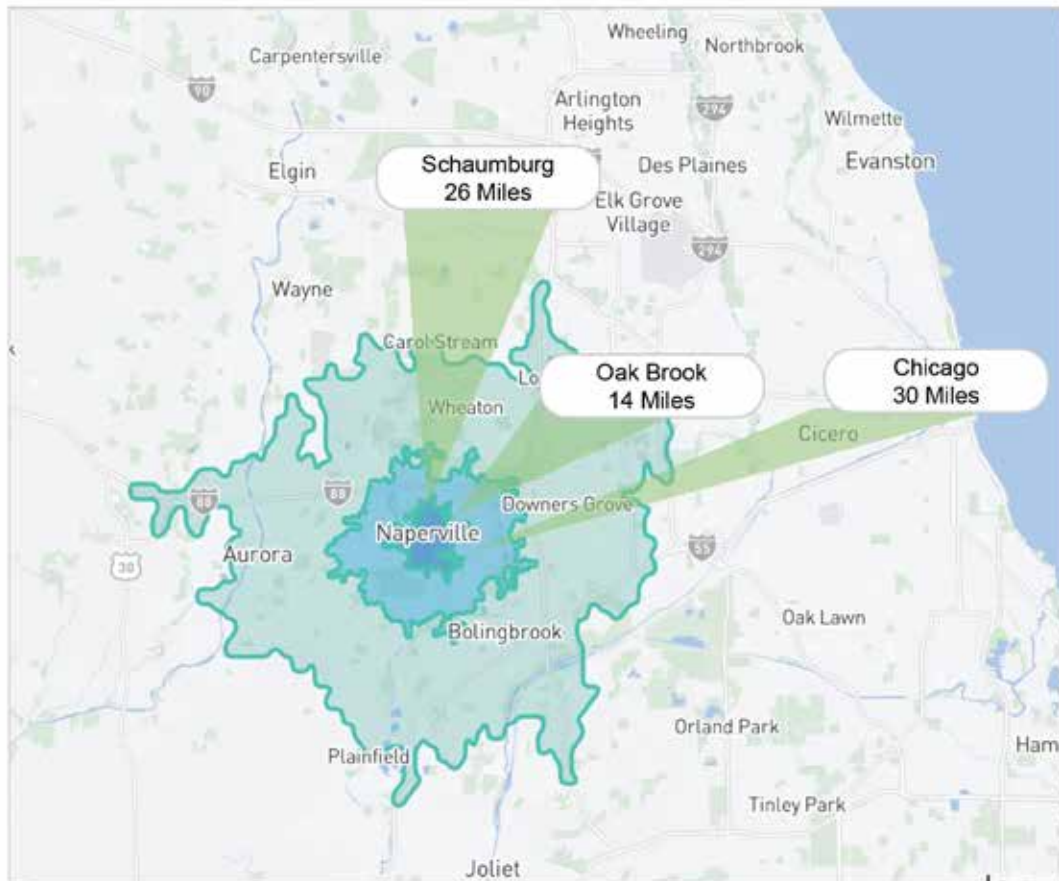 Wheeling
Northbrook
Carpentersville
90
Arlington
Heights
294
Wilmette
Evanston
Des Plaines
Elgin
Schaumburg
26 Miles
Elk Grove
Village
294
Wayne
Carol Stream
Lo
Oak Brook
14 Miles
Chicago
30 Miles
Wheaton
Cicero
88
88
Downers Grove
Naperville
Aurora
30
55
Bolingbrook
Oak Lawn
Plainfield
Orland Park
Ham
Tinley Park
Joliet